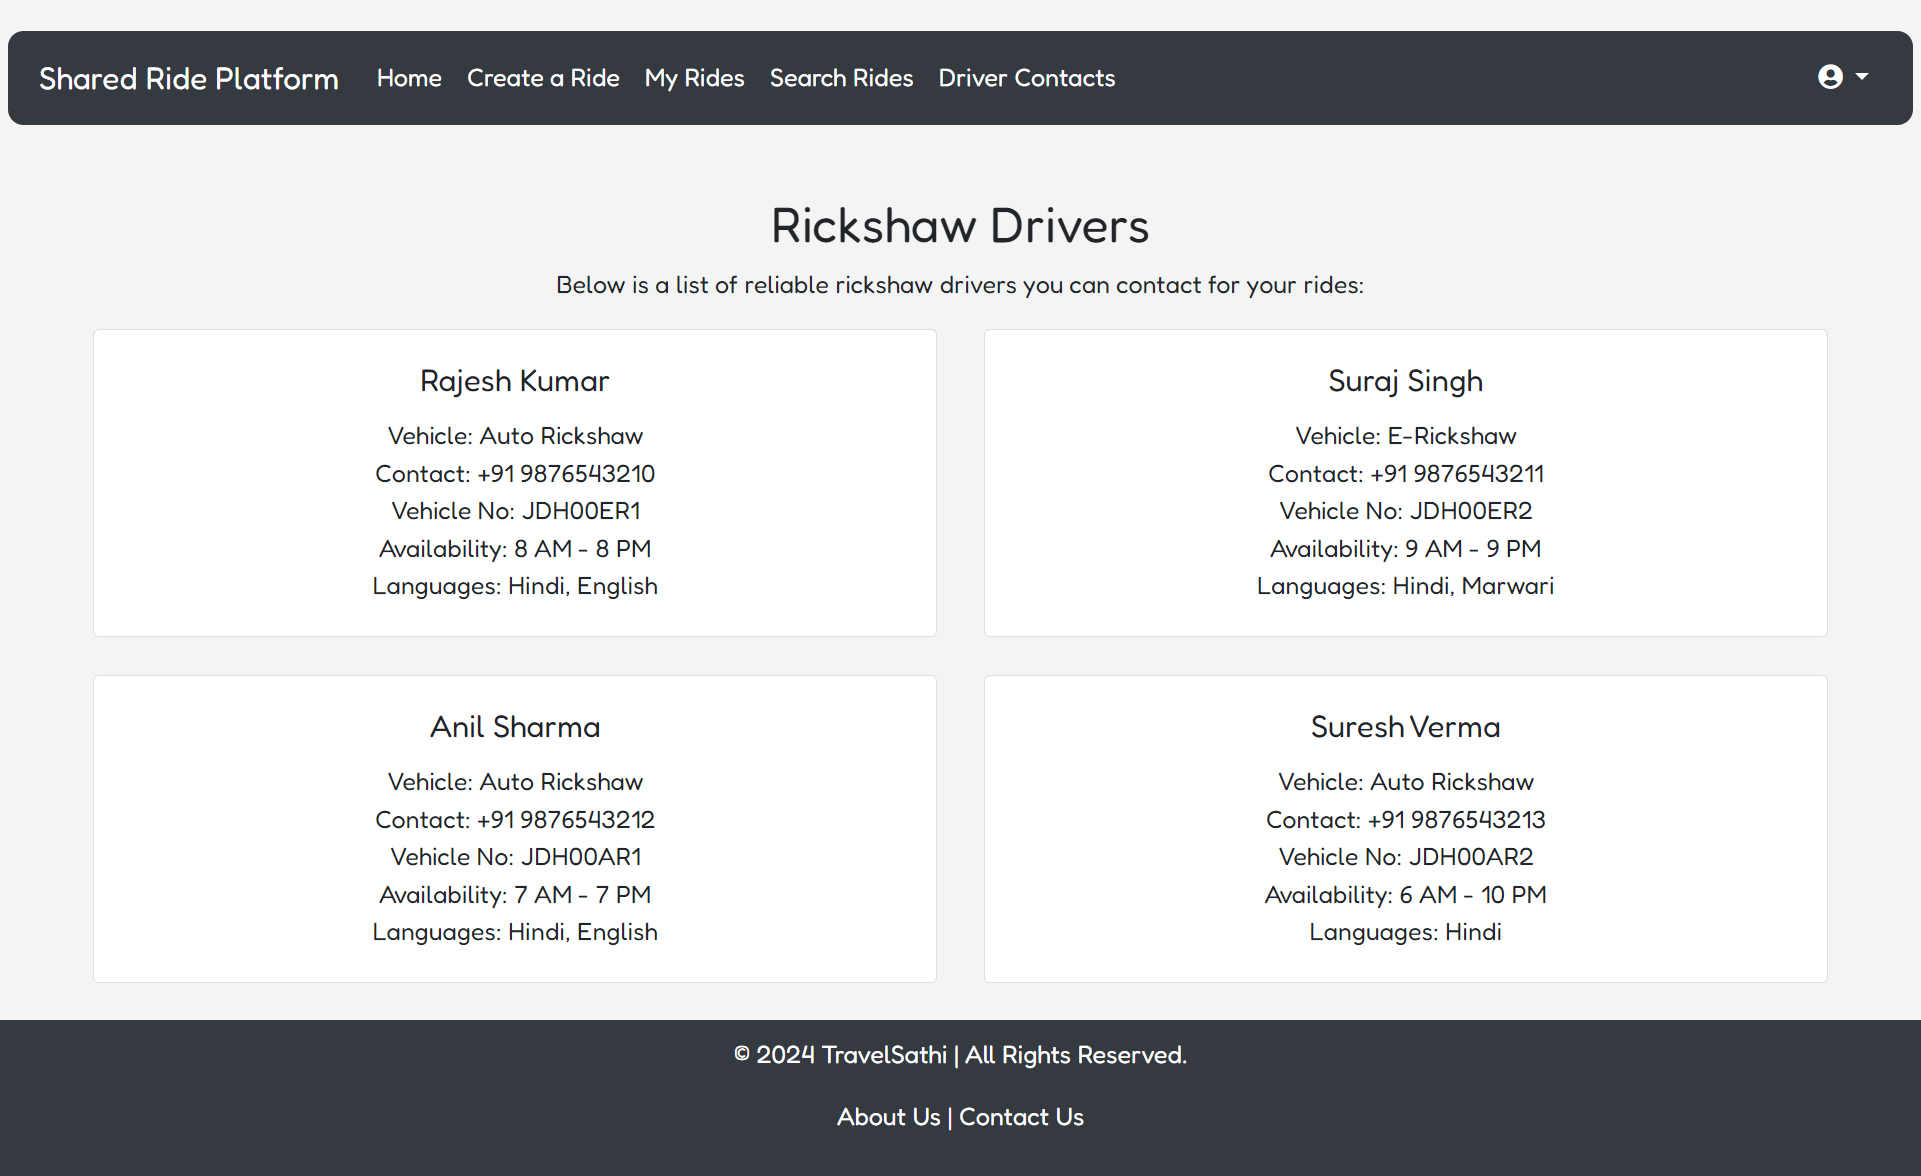 Shared Ride Platform Home Create a Ride My Rides Search Rides Driver Contacts
Rickshaw Drivers
Below is a list of reliable rickshaw drivers you can contact for your rides:
Rajesh Kumar
Vehicle: Auto Rickshaw
Contact: +91 9876543210
Vehicle No: JDH00ER1
Availability: 8 AM - 8 PM
Languages: Hindi, English
Suraj Singh
Vehicle: E-Rickshaw
Contact: +91 9876543211
Vehicle No: JDH00ER2
Availability: 9 AM - 9 PM
Languages: Hindi, Marwari
Anil Sharma
Vehicle: Auto Rickshaw
Contact: +91 9876543212
Vehicle No: JDH00AR1
Availability: 7 AM - 7 PM
Languages: Hindi, English
Suresh Verma
Vehicle: Auto Rickshaw
Contact: +91 9876543213
Vehicle No: JDH00AR2
Availability: 6 AM - 10 PM
Languages: Hindi
© 2024 TravelSathi | All Rights Reserved.
About Us | Contact Us